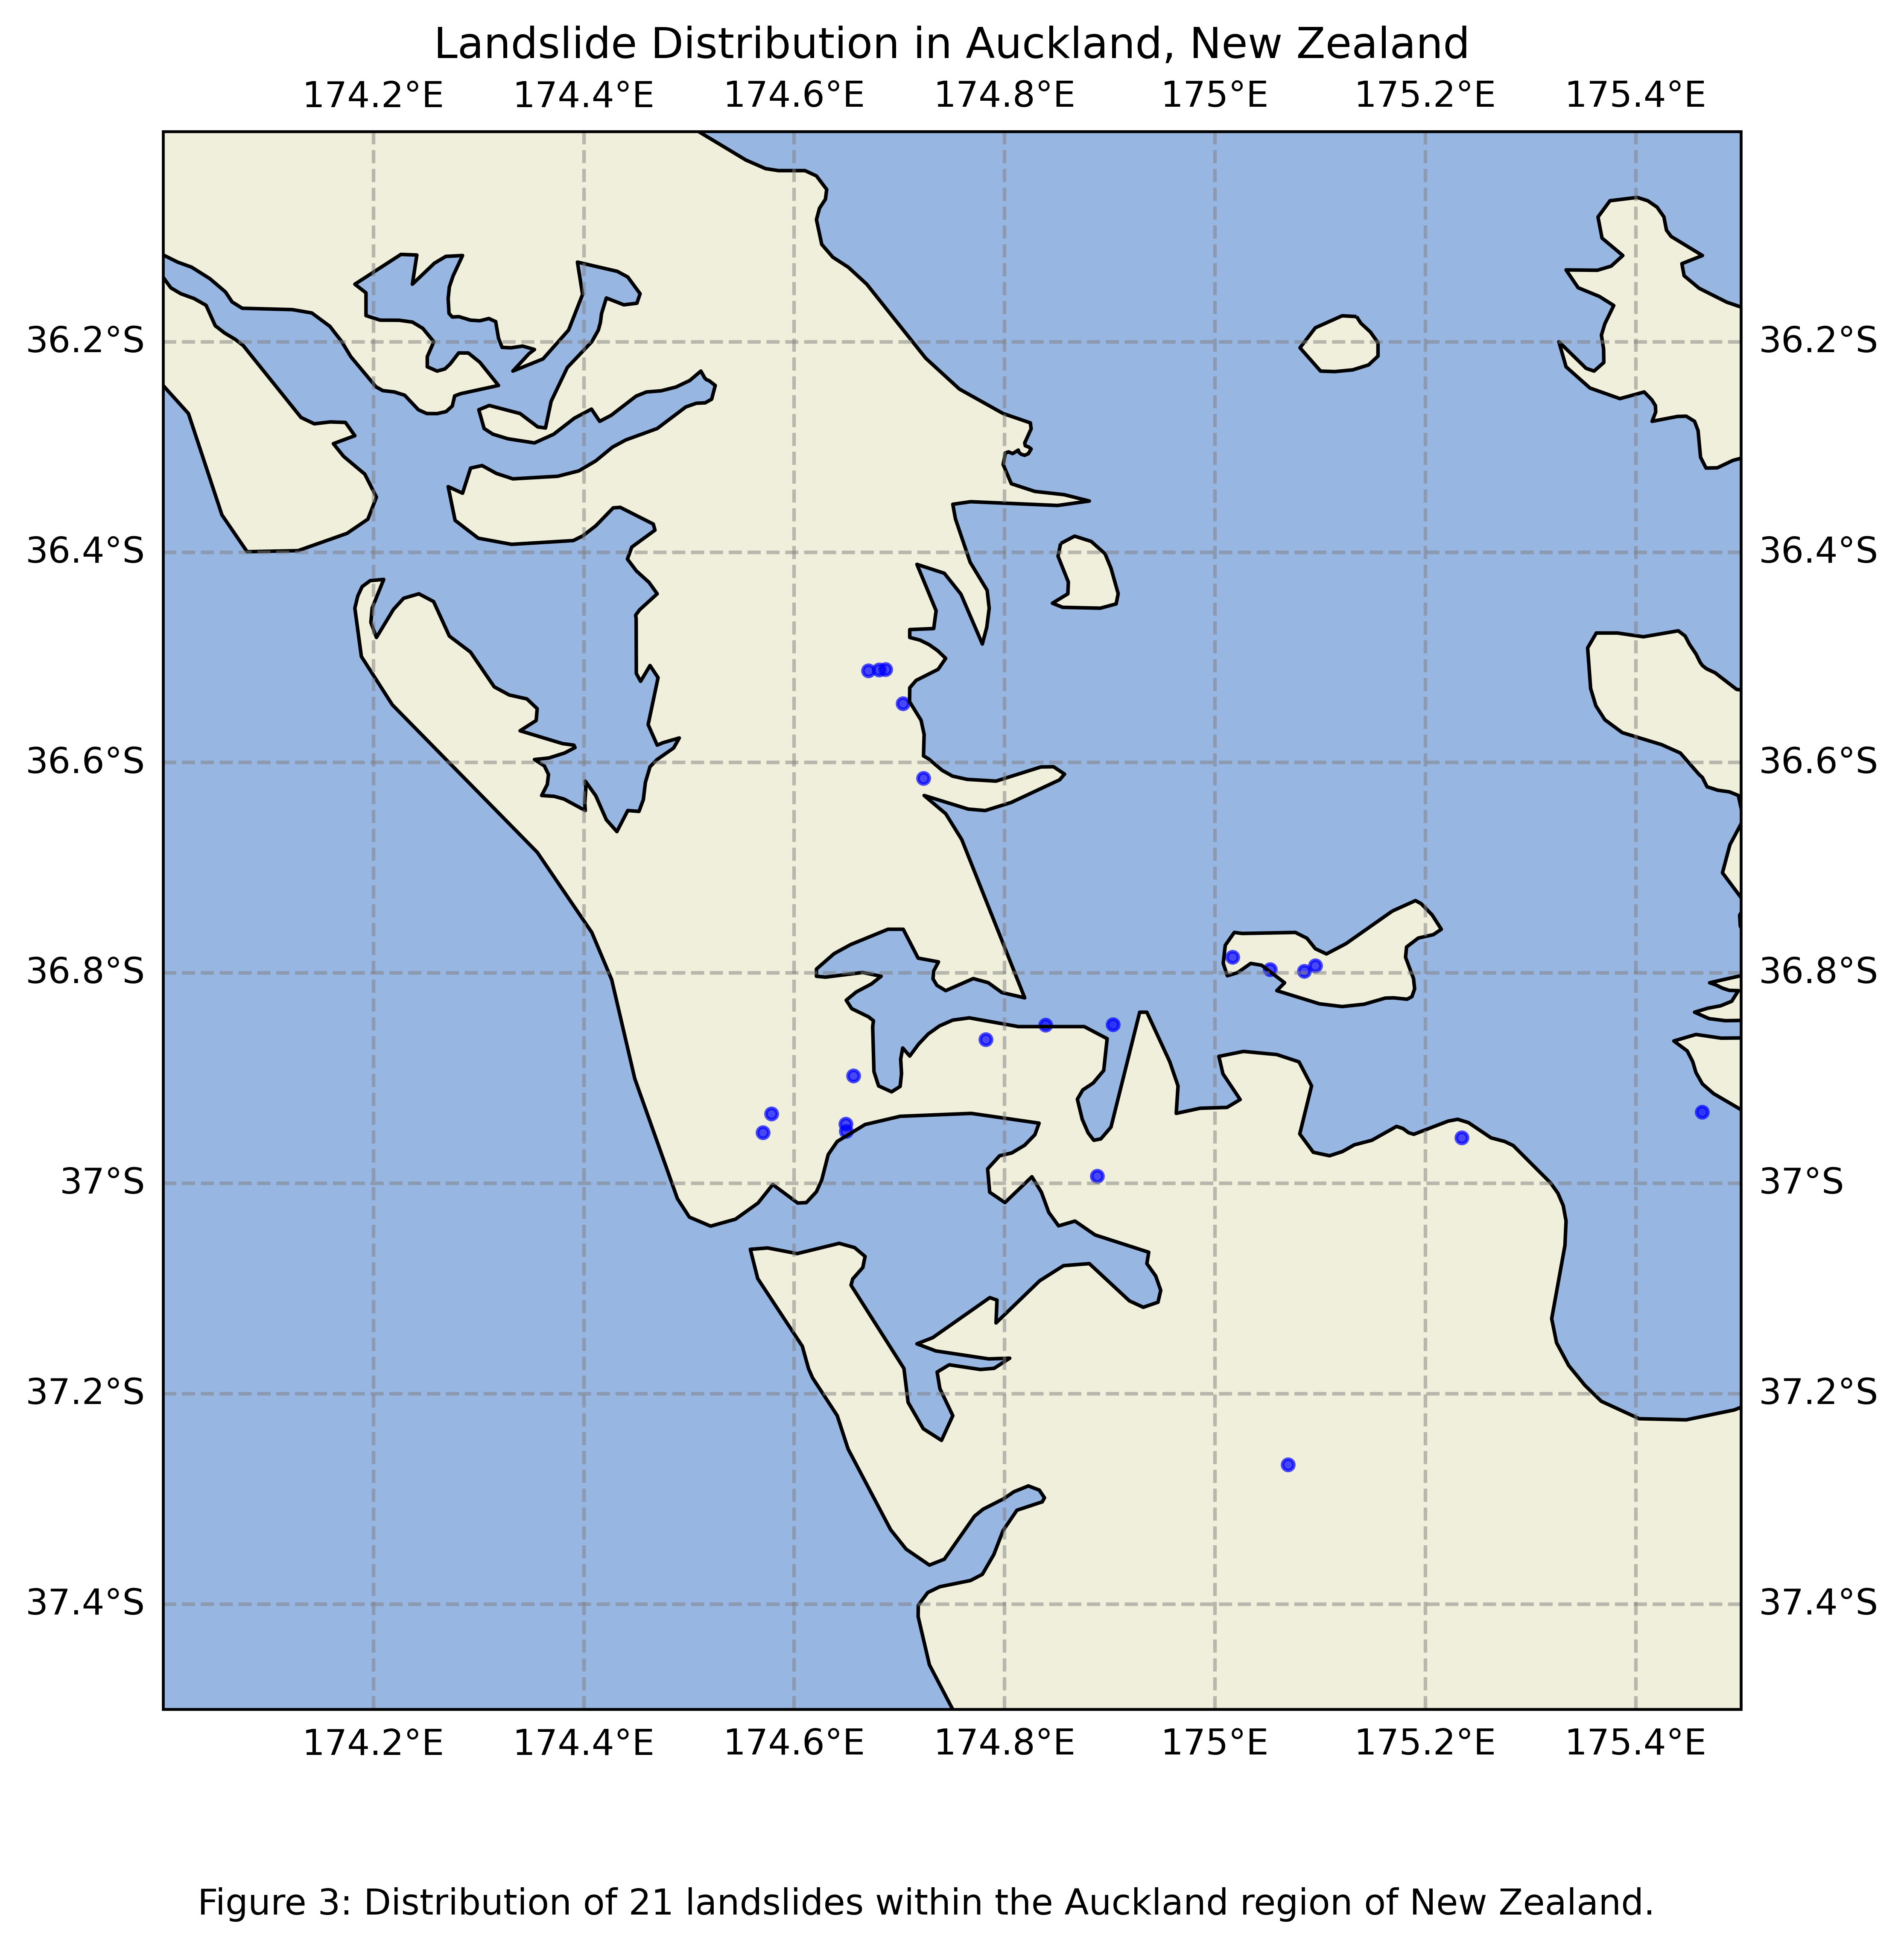 Landslide Distribution in Auckland, New Zealand
174.2°E 174.4°E 174.6°E 174.8°E 175°E 175.2°E 175.4°E
36.2°S 36.2°S
36.4°S 36.4°S
36.6°S 36.6°S
36.8°S 36.8°S
37°S 37°S
37.2°S 37.2°S
37.4°S 37.4°S
174.2°E 174.4°E 174.6°E 174.8°E 175°E 175.2°E 175.4°E
Figure 3: Distribution of 21 landslides within the Auckland region of New Zealand.